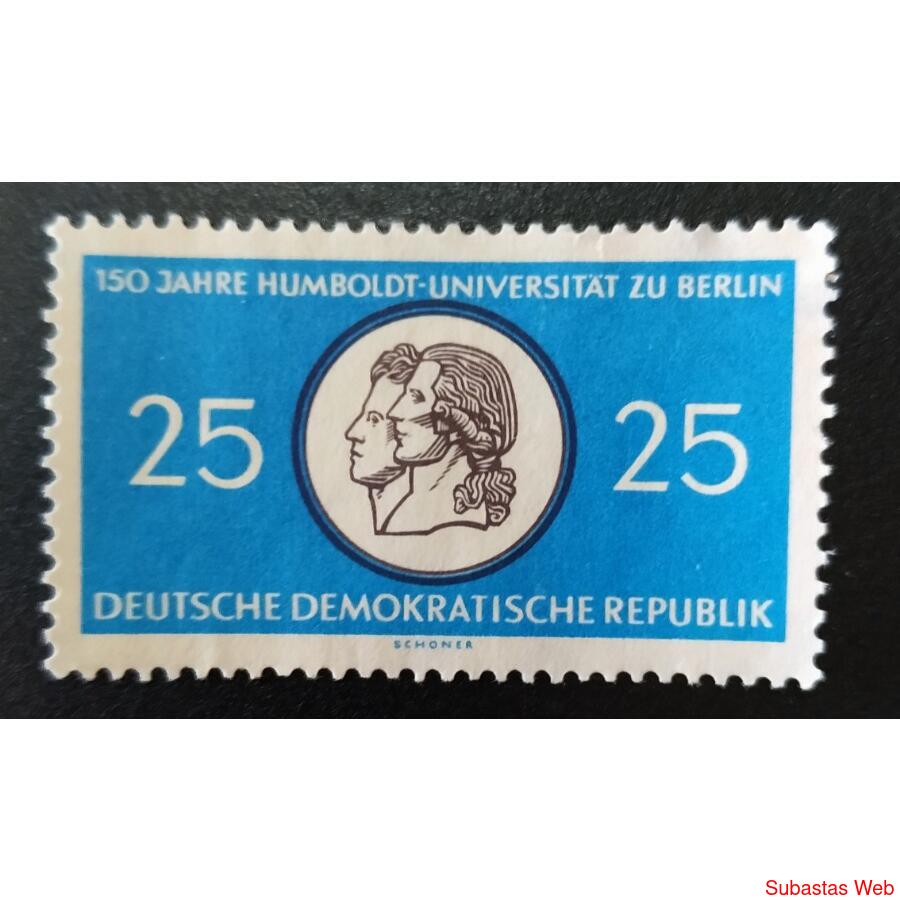 150 JAHRE HUMBOLDT-UNIVERSITÄT ZU BERLIN
25 25
DEUTSCHE DEMOKRATISCHE REPUBLIK
SCHONER
Subastas Web